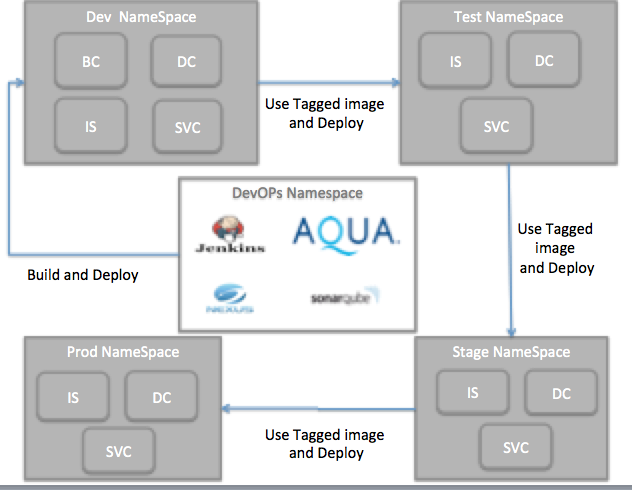 Dev NameSpace
BC
DC
IS
SVC
Use Tagged image
and Deploy
Test NameSpace
IS
DC
SVC
DevOPs Namespace
Jenkins
AQUA
NEXUS
sonarqube
Build and Deploy
Use Tagged
image
and Deploy
Prod NameSpace
IS
DC
SVC
Use Tagged image
and Deploy
Stage NameSpace
IS
DC
SVC